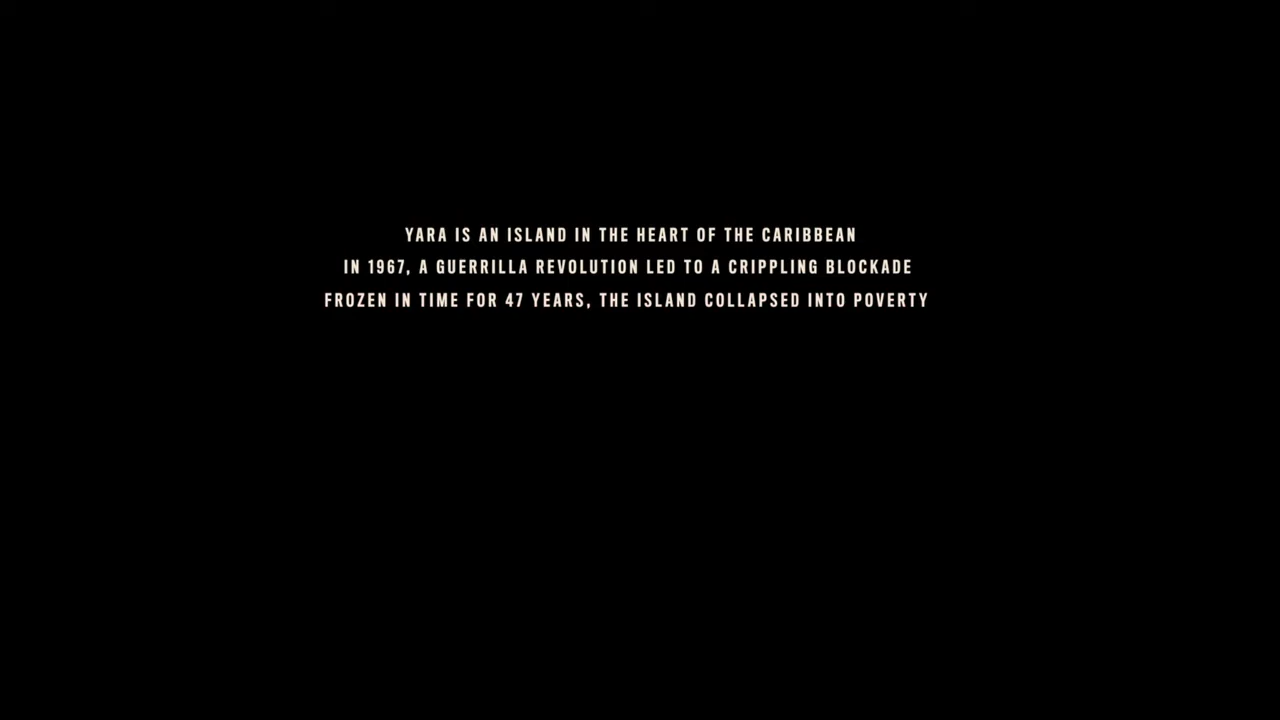 YARA IS AN ISLAND IN THE HEART OF THE CARIBBEAN
IN 1967, A GUERRILLA REVOLUTION LED TO A CRIPPLING BLOCKADE
FROZEN IN TIME FOR 47 YEARS, THE ISLAND COLLAPSED INTO POVERTY